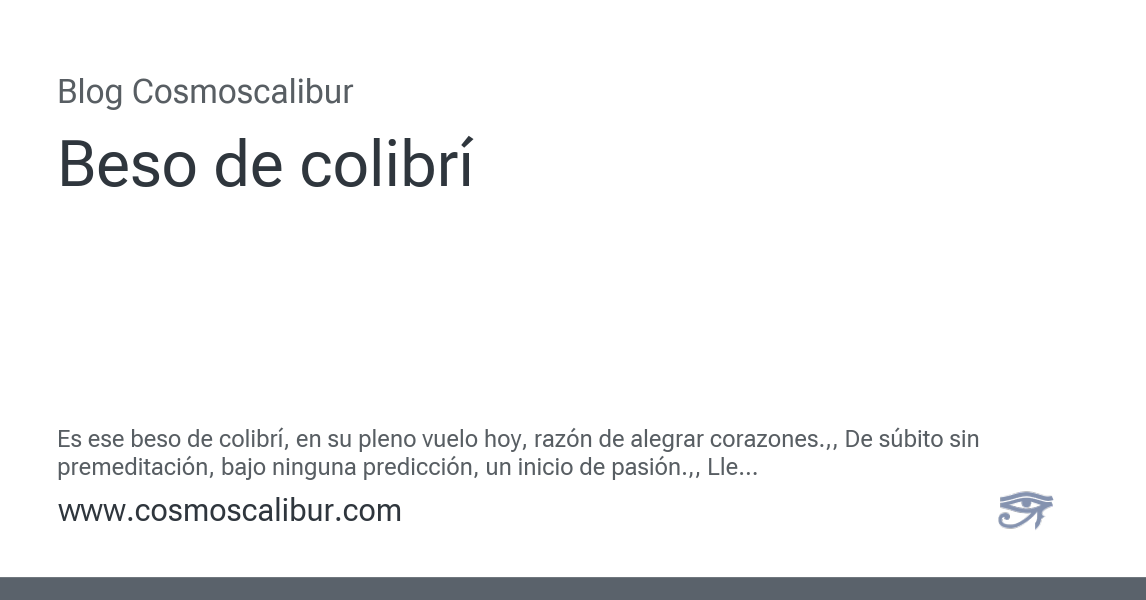 Blog Cosmoscalibur
Beso de colibrí
Es ese beso de colibrí, en su pleno vuelo hoy, razón de alegrar corazones.,, De súbito sin
premeditación, bajo ninguna predicción, un inicio de pasión.,, Lle...
www.cosmoscalibur.com